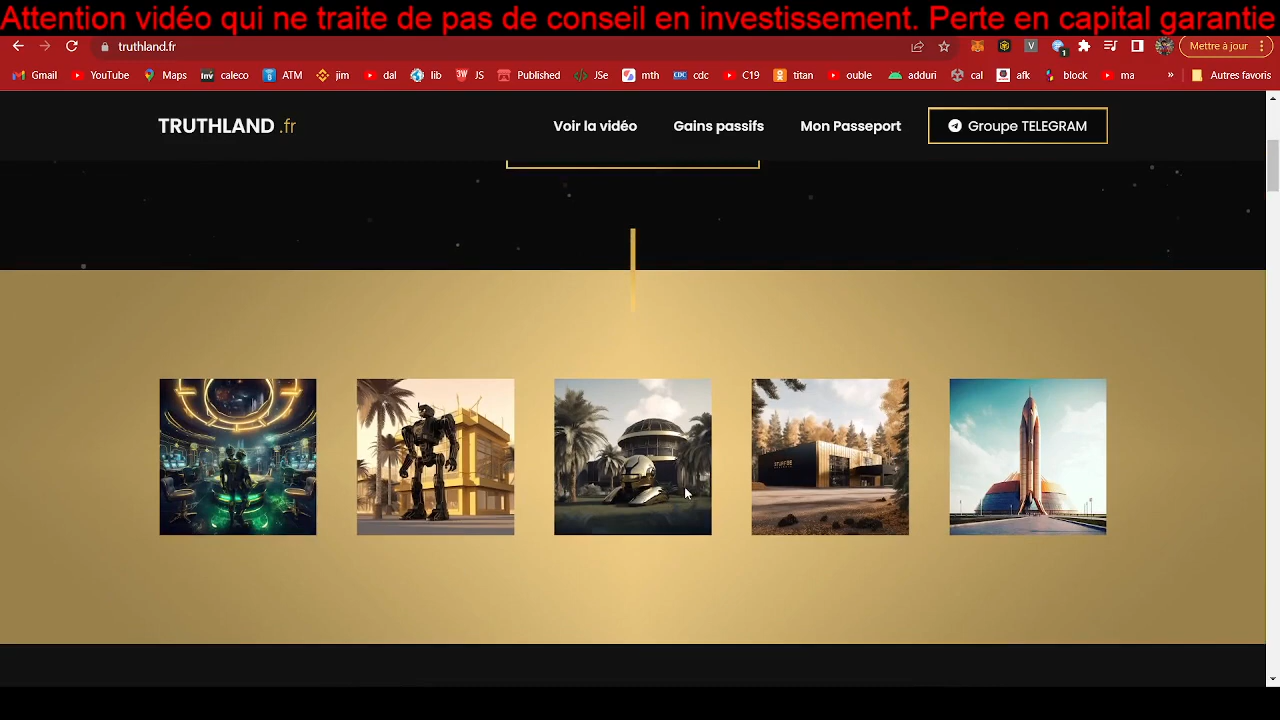 Attention vidéo qui ne traite de pas de conseil en investissement. Perte en capital garantie
truthland.fr
Mettre à jour
Gmail YouTube Maps caleco ATM jim dal lib JS Published JSe mth cdc C19 titan ouble adduri cal afk block ma » Autres favoris
TRUTHLAND .fr Voir la vidéo Gains passifs Mon Passeport Groupe TELEGRAM